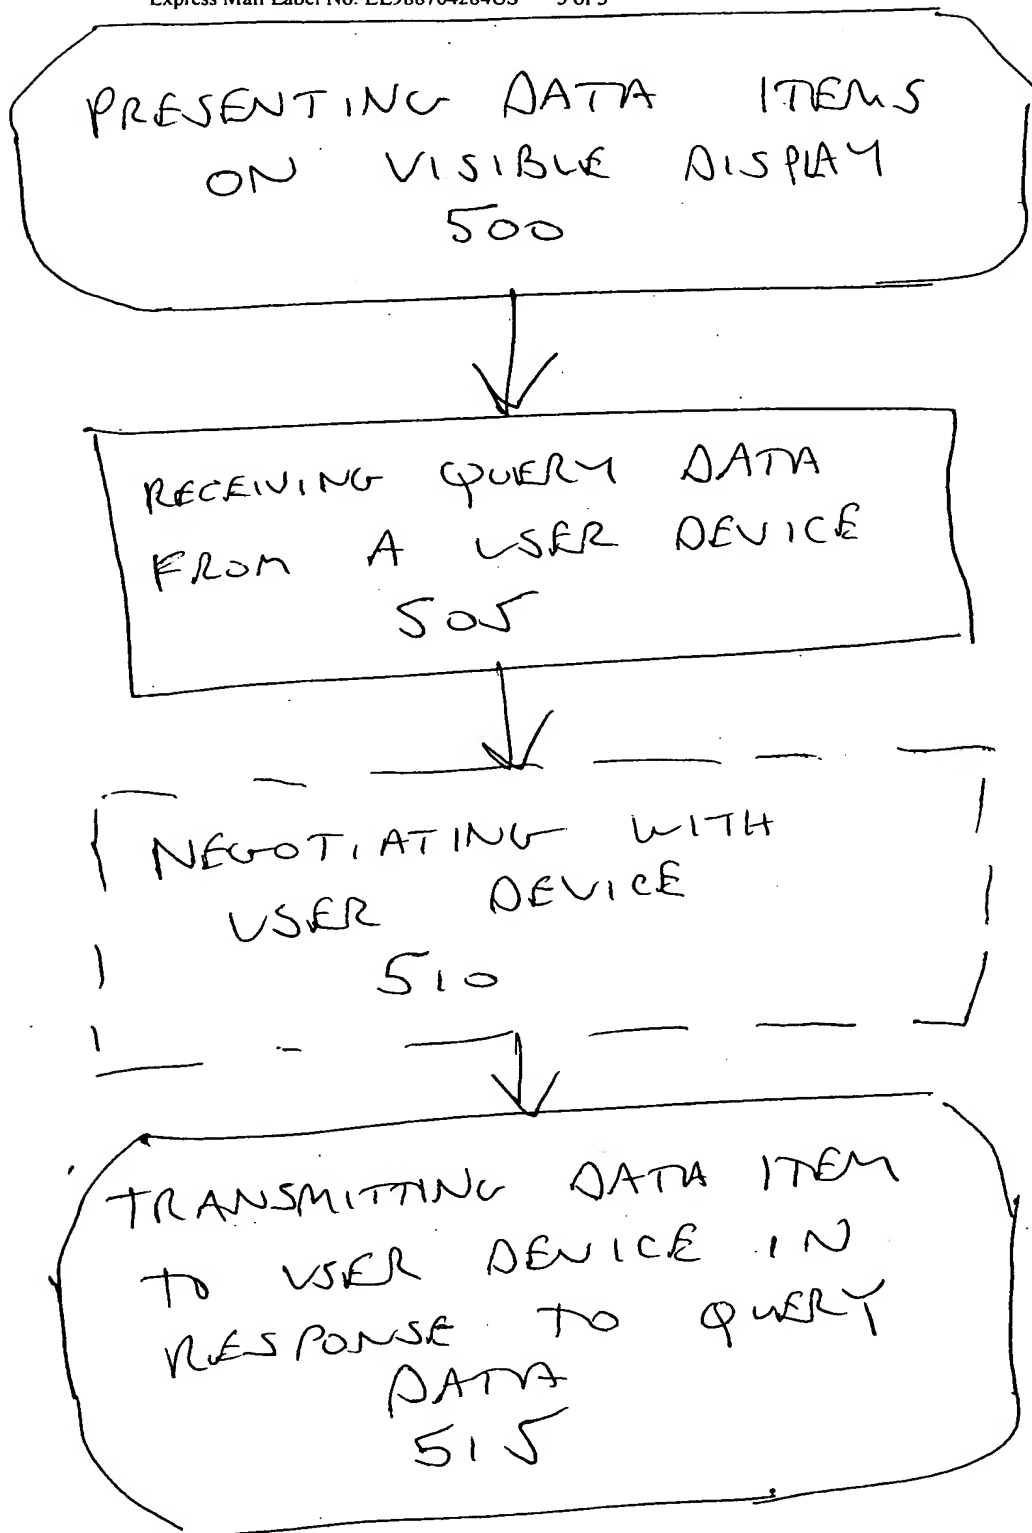 PRESENTING DATA ITEMS
ON VISIBLE DISPLAY
500
RECEIVING QUERY DATA
FROM A USER DEVICE
505
NEGOTIATING WITH
USER DEVICE
510
TRANSMITTING DATA ITEM
TO USER DEVICE IN
RESPONSE TO QUERY
DATA
515